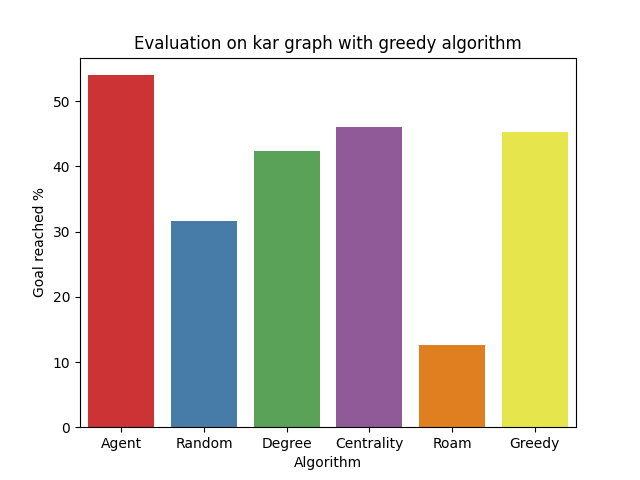 Evaluation on kar graph with greedy algorithm
Goal reached %
50
40
30
20
10
0
Agent Random Degree Centrality Roam Greedy
Algorithm